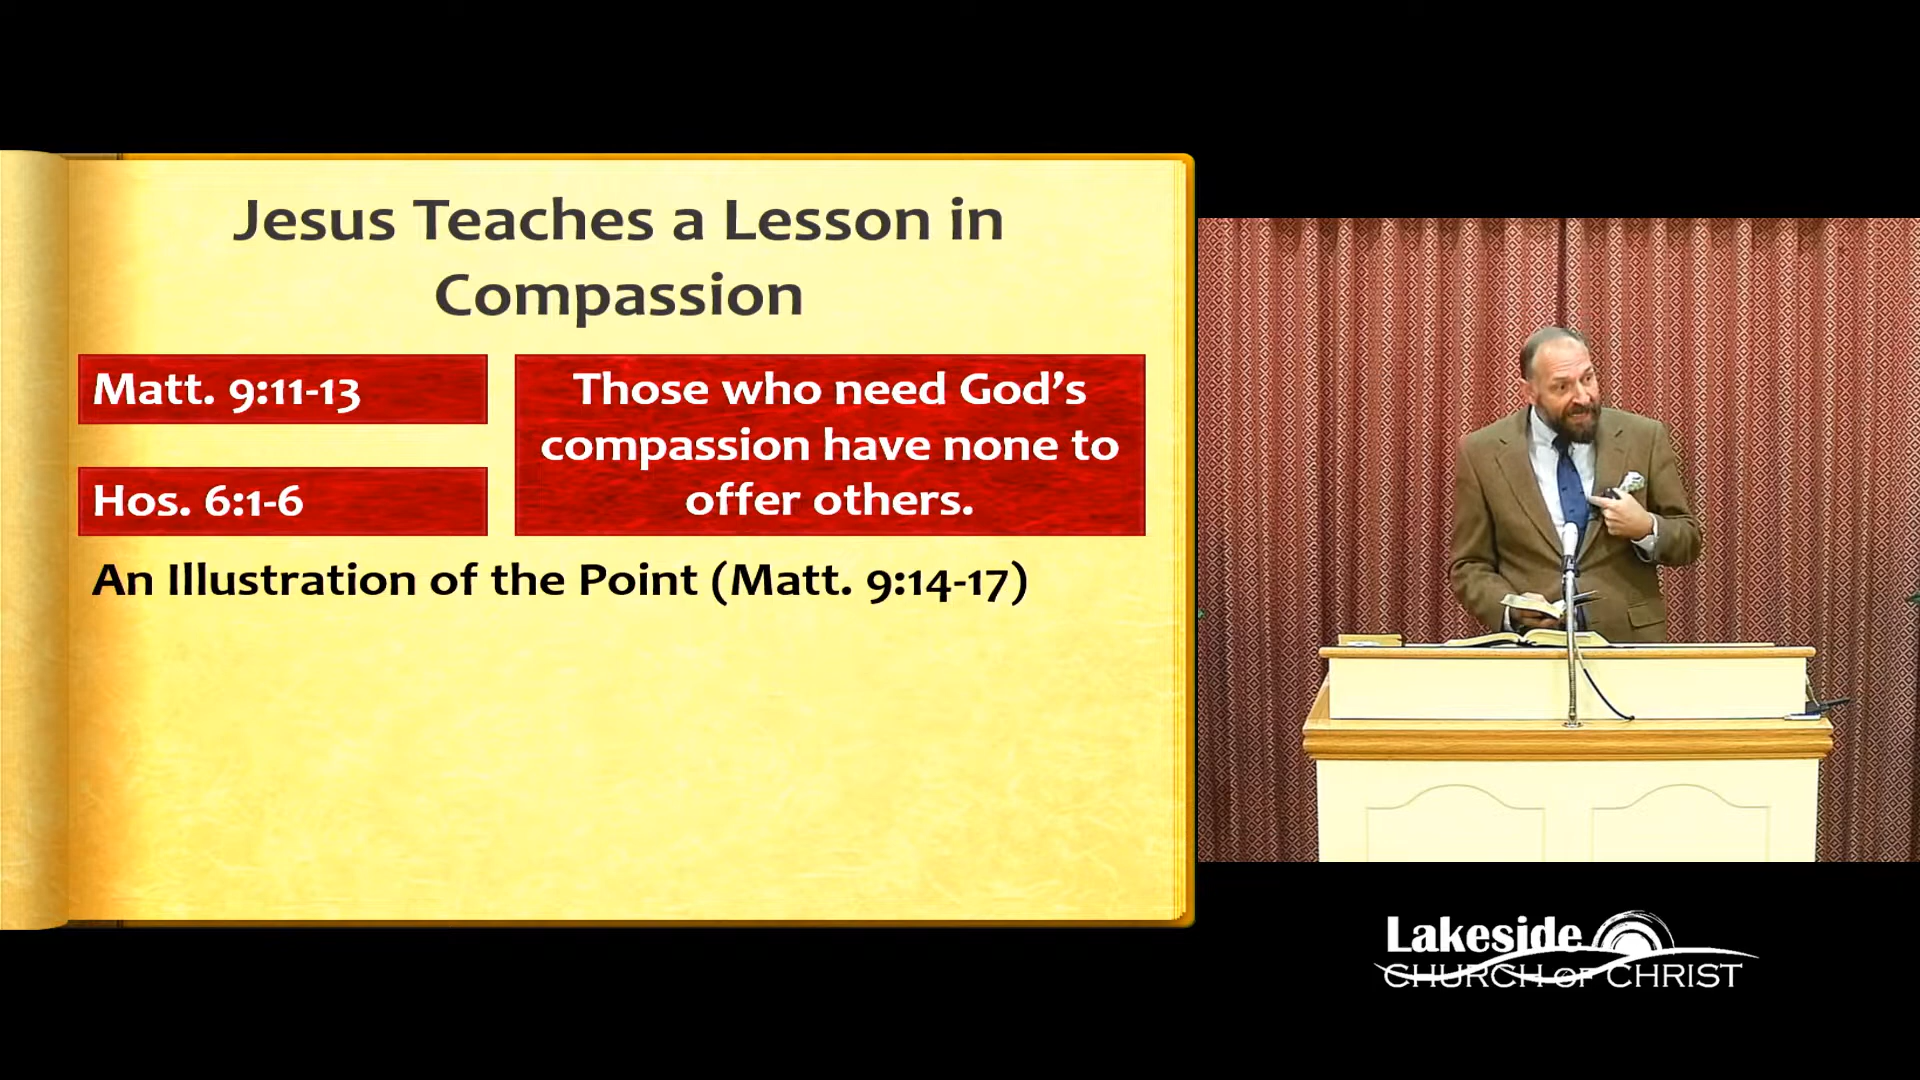 Jesus Teaches a Lesson in
Compassion
Matt. 9:11-13
Hos. 6:1-6
Those who need God’s
compassion have none to
offer others.
An Illustration of the Point (Matt. 9:14-17)
Lakeside
CHURCH OF CHRIST